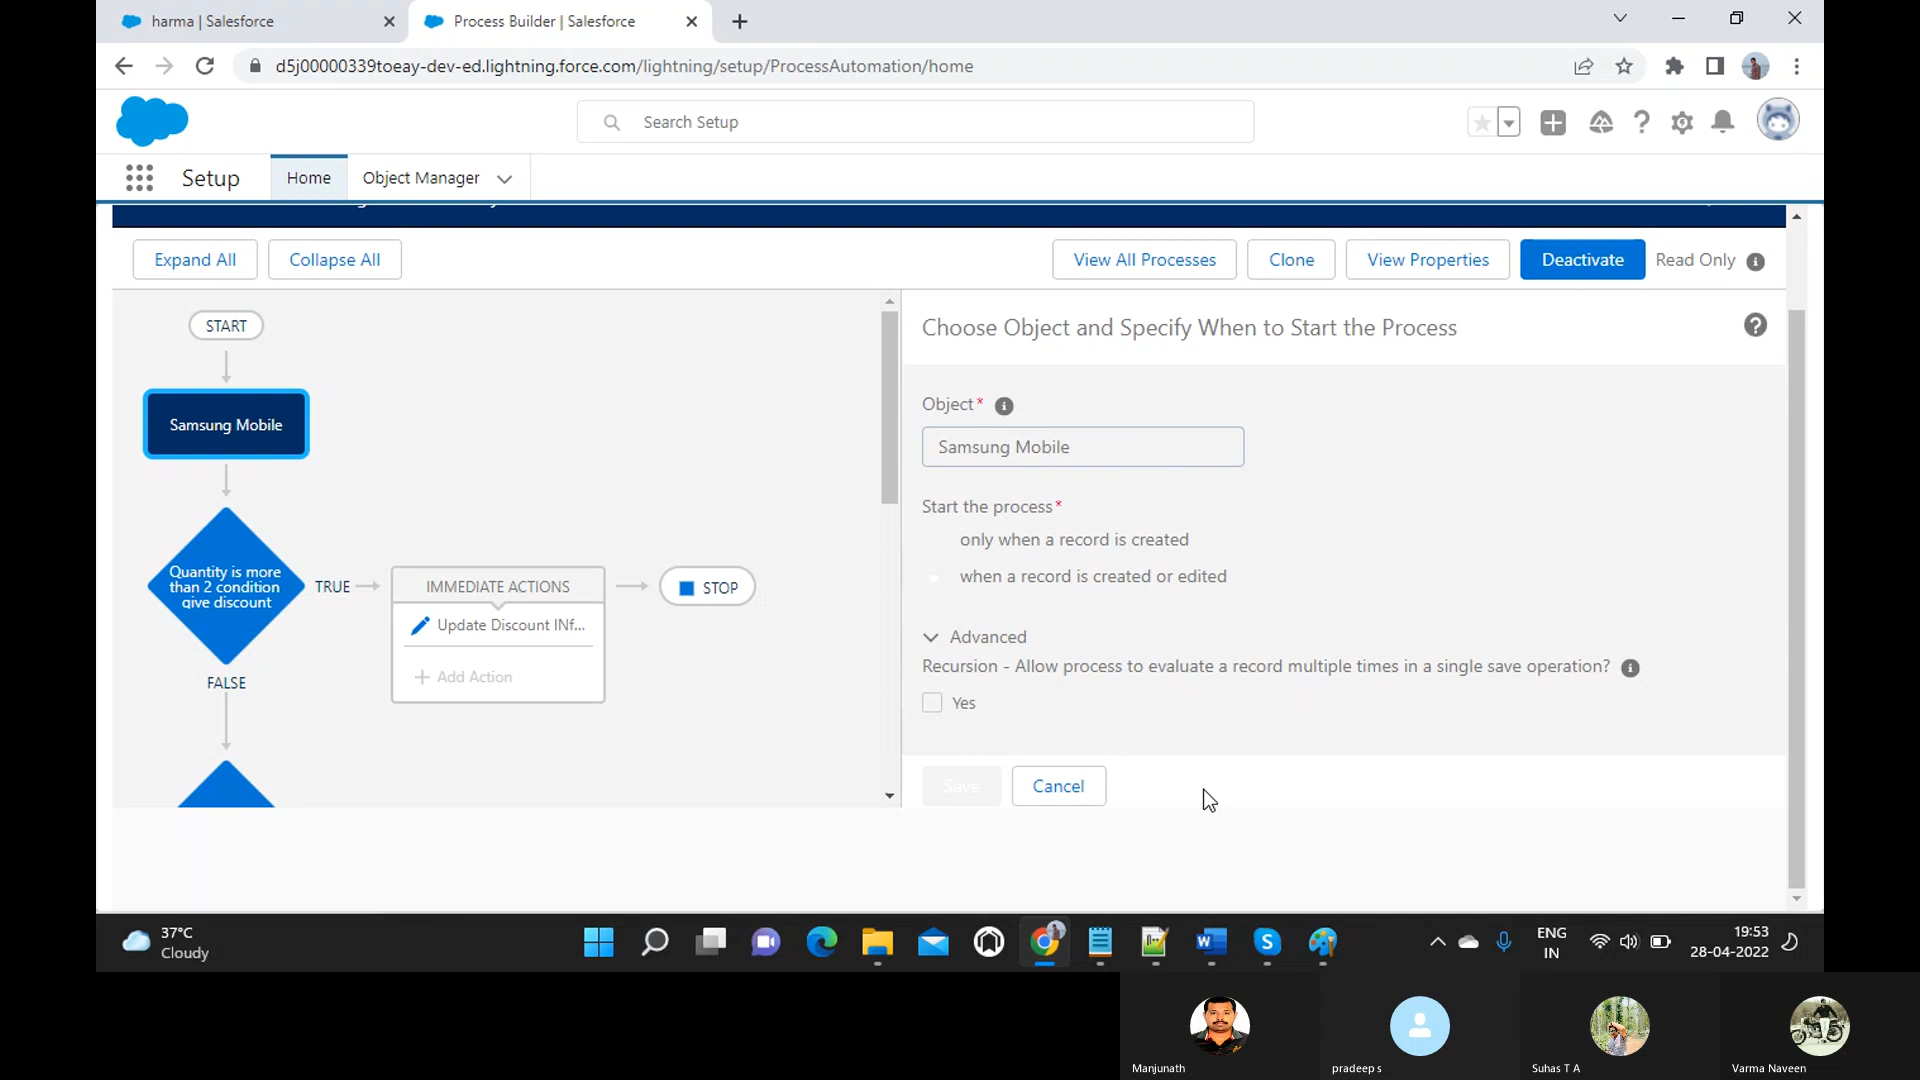 harma | Salesforce
Process Builder | Salesforce
d5j00000339toeay-dev-ed.lightning.force.com/lightning/setup/ProcessAutomation/home
Search Setup
Setup
Home
Object Manager
Expand All
Collapse All
View All Processes
Clone
View Properties
Deactivate
Read Only
START
Samsung Mobile
Quantity is more
than 2 condition
give discount
TRUE
IMMEDIATE ACTIONS
Update Discount INf...
+ Add Action
STOP
FALSE
Choose Object and Specify When to Start the Process
Object*
Samsung Mobile
Start the process*
only when a record is created
when a record is created or edited
Advanced
Recursion - Allow process to evaluate a record multiple times in a single save operation?
Yes
Save
Cancel
37°C
Cloudy
ENG
IN
19:53
28-04-2022
Manjunath
pradeep s
Suhas T A
Varma Naveen